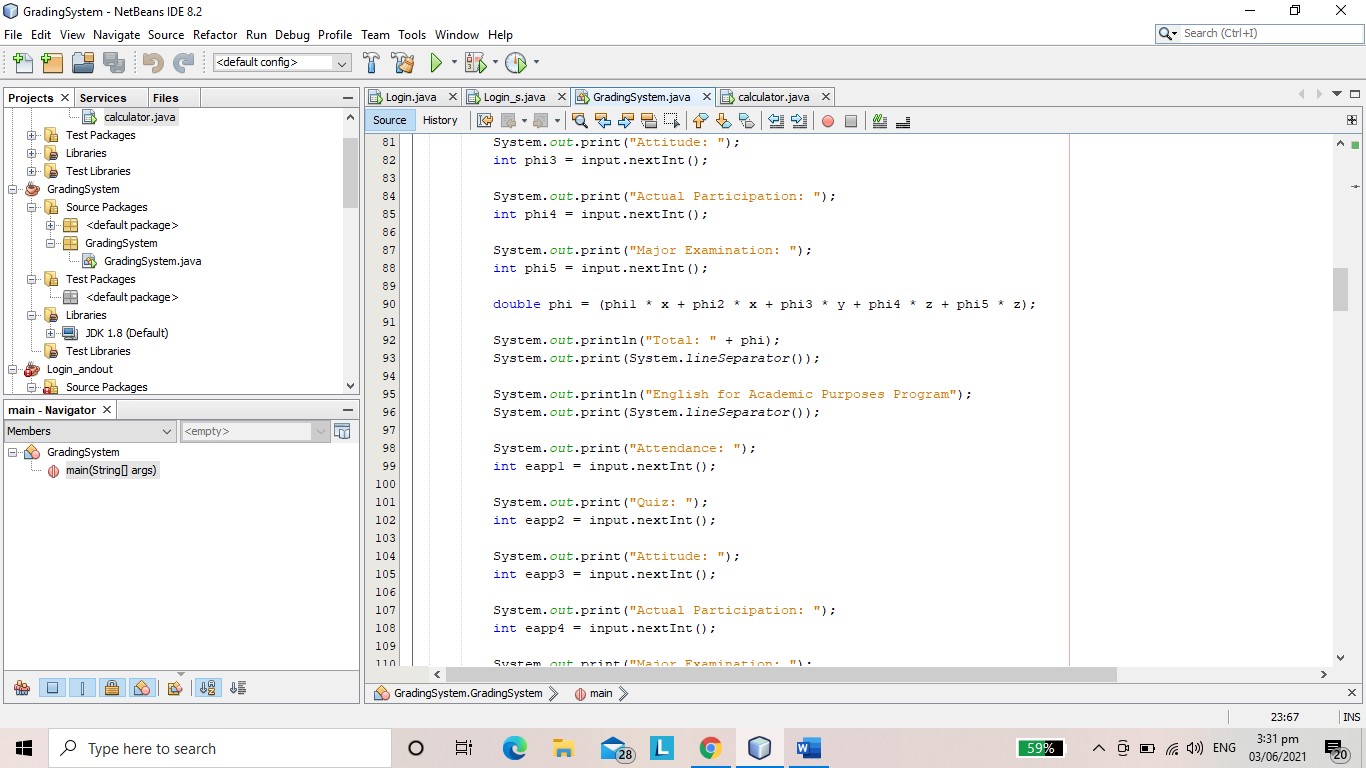 GradingSystem - NetBeans IDE 8.2
File Edit View Navigate Source Refactor Run Debug Profile Team Tools Window Help
Search (Ctrl+I)
<default config>
Projects Services Files
calculator.java
Test Packages
Libraries
Test Libraries
GradingSystem
Source Packages
<default package>
GradingSystem
GradingSystem.java
Test Packages
<default package>
Libraries
JDK 1.8 (Default)
Test Libraries
Login_andout
Source Packages
main - Navigator
Members <empty>
GradingSystem
main(String[] args)
Login.java Login_s.java GradingSystem.java calculator.java
Source History
81 System.out.print("Attitude: ");
82 int phi3 = input.nextInt();
83
84 System.out.print("Actual Participation: ");
85 int phi4 = input.nextInt();
86
87 System.out.print("Major Examination: ");
88 int phi5 = input.nextInt();
89
90 double phi = (phi1 * x + phi2 * x + phi3 * y + phi4 * z + phi5 * z);
91
92 System.out.println("Total: " + phi);
93 System.out.print(System.lineSeparator());
94
95 System.out.println("English for Academic Purposes Program");
96 System.out.print(System.lineSeparator());
97
98 System.out.print("Attendance: ");
99 int eapp1 = input.nextInt();
100
101 System.out.print("Quiz: ");
102 int eapp2 = input.nextInt();
103
104 System.out.print("Attitude: ");
105 int eapp3 = input.nextInt();
106
107 System.out.print("Actual Participation: ");
108 int eapp4 = input.nextInt();
109
110 System.out.print("Major Examination: ");
GradingSystem.GradingSystem main
23:67 INS
Type here to search
28
L
W
59%
ENG
3:31 pm
03/06/2021
20